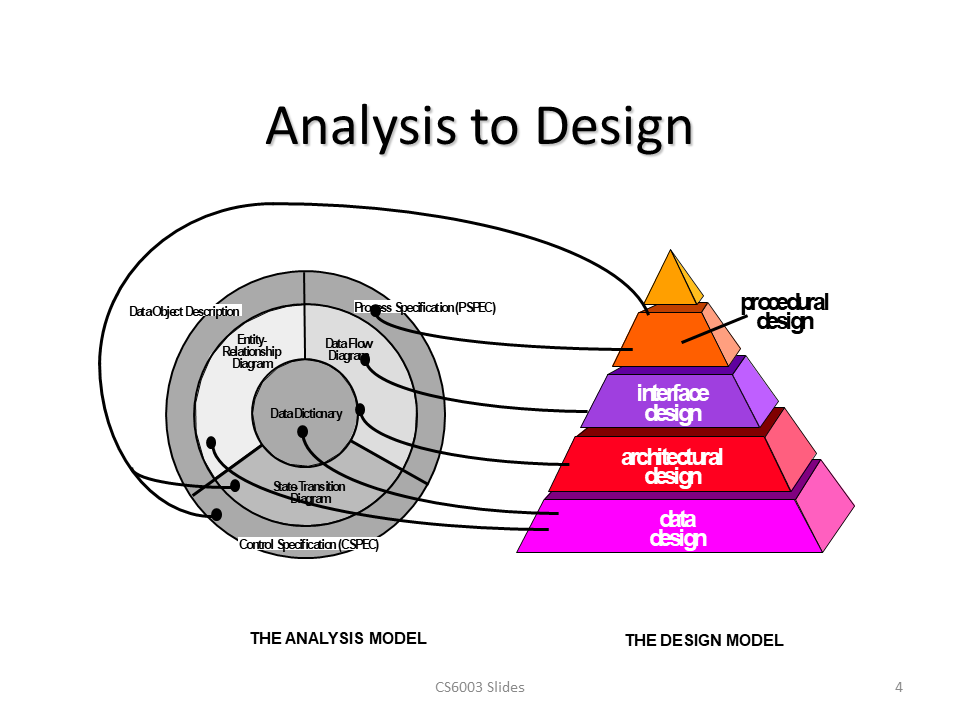 Analysis to Design
Data Object Description
Process Specification (PSPEC)
Entity-
Relationship
Diagram
Data Flow
Diagram
Data Dictionary
State-Transition
Diagram
Control Specification (CSPEC)
procedural
design
interface
design
architectural
design
data
design
THE ANALYSIS MODEL
THE DESIGN MODEL
CS6003 Slides
4